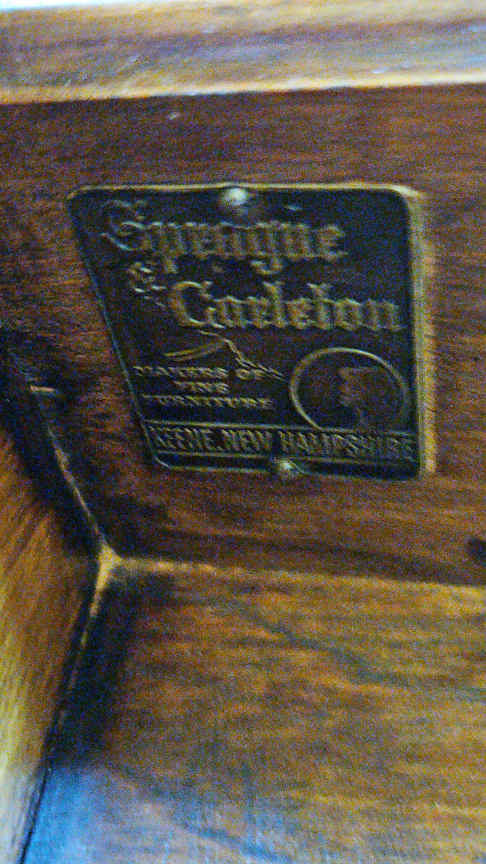 Sprague
&
Carleton
MAKERS OF
FINE
FURNITURE
KEENE, NEW HAMPSHIRE